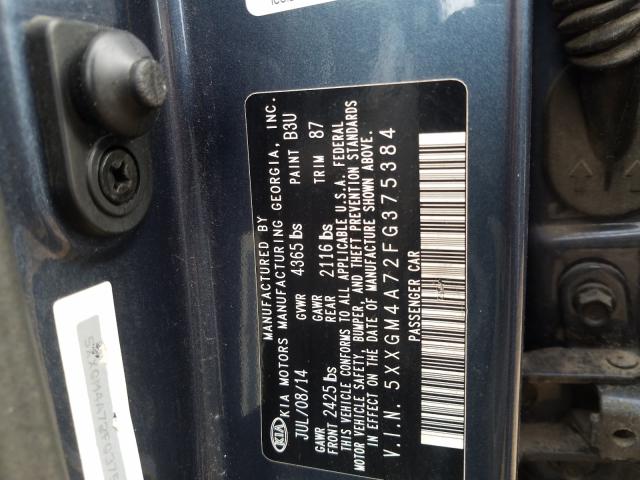 MANUFACTURED BY
KIA KIA MOTORS MANUFACTURING GEORGIA, INC.
JUL/08/14 GVWR 4365 lbs PAINT B3U
GAWR FRONT 2425 lbs GAWR REAR 2116 lbs TRIM 87
THIS VEHICLE CONFORMS TO ALL APPLICABLE U.S.A. FEDERAL
MOTOR VEHICLE SAFETY, BUMPER, AND THEFT PREVENTION STANDARDS
IN EFFECT ON THE DATE OF MANUFACTURE SHOWN ABOVE.
V.I.N. 5XXGM4A72FG375384
PASSENGER CAR